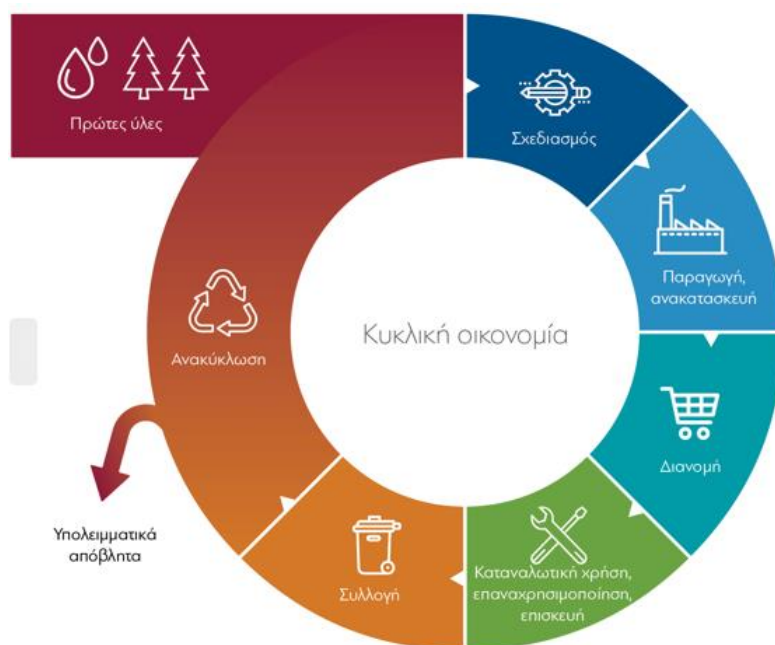 Πρώτες ύλες
Σχεδιασμός
Παραγωγή,
ανακατασκευή
Διανομή
Καταναλωτική χρήση,
επαναχρησιμοποίηση,
επισκευή
Συλλογή
Ανακύκλωση
Υπολειμματικά
απόβλητα
Κυκλική οικονομία